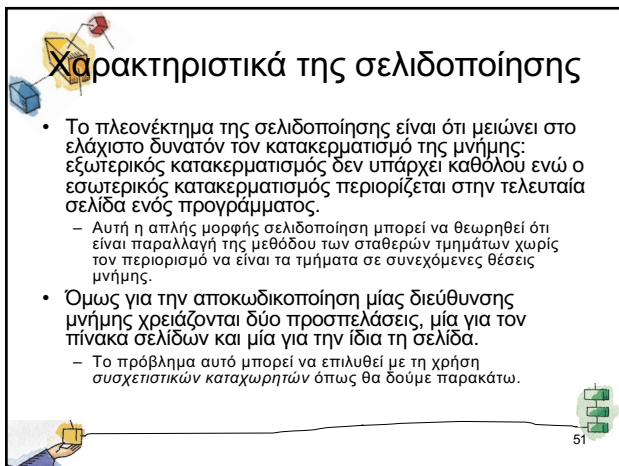 Χαρακτηριστικά της σελιδοποίησης
• Το πλεονέκτημα της σελιδοποίησης είναι ότι μειώνει στο
ελάχιστο δυνατόν τον κατακερματισμό της μνήμης:
εξωτερικός κατακερματισμός δεν υπάρχει καθόλου ενώ ο
εσωτερικός κατακερματισμός περιορίζεται στην τελευταία
σελίδα ενός προγράμματος.
– Αυτή η απλής μορφής σελιδοποίηση μπορεί να θεωρηθεί ότι
είναι παραλλαγή της μεθόδου των σταθερών τμημάτων χωρίς
τον περιορισμό να είναι τα τμήματα σε συνεχόμενες θέσεις
μνήμης.
• Όμως για την αποκωδικοποίηση μίας διεύθυνσης
μνήμης χρειάζονται δύο προσπελάσεις, μία για τον
πίνακα σελίδων και μία για την ίδια τη σελίδα.
– Το πρόβλημα αυτό μπορεί να επιλυθεί με τη χρήση
συσχετιστικών καταχωρητών όπως θα δούμε παρακάτω.
51